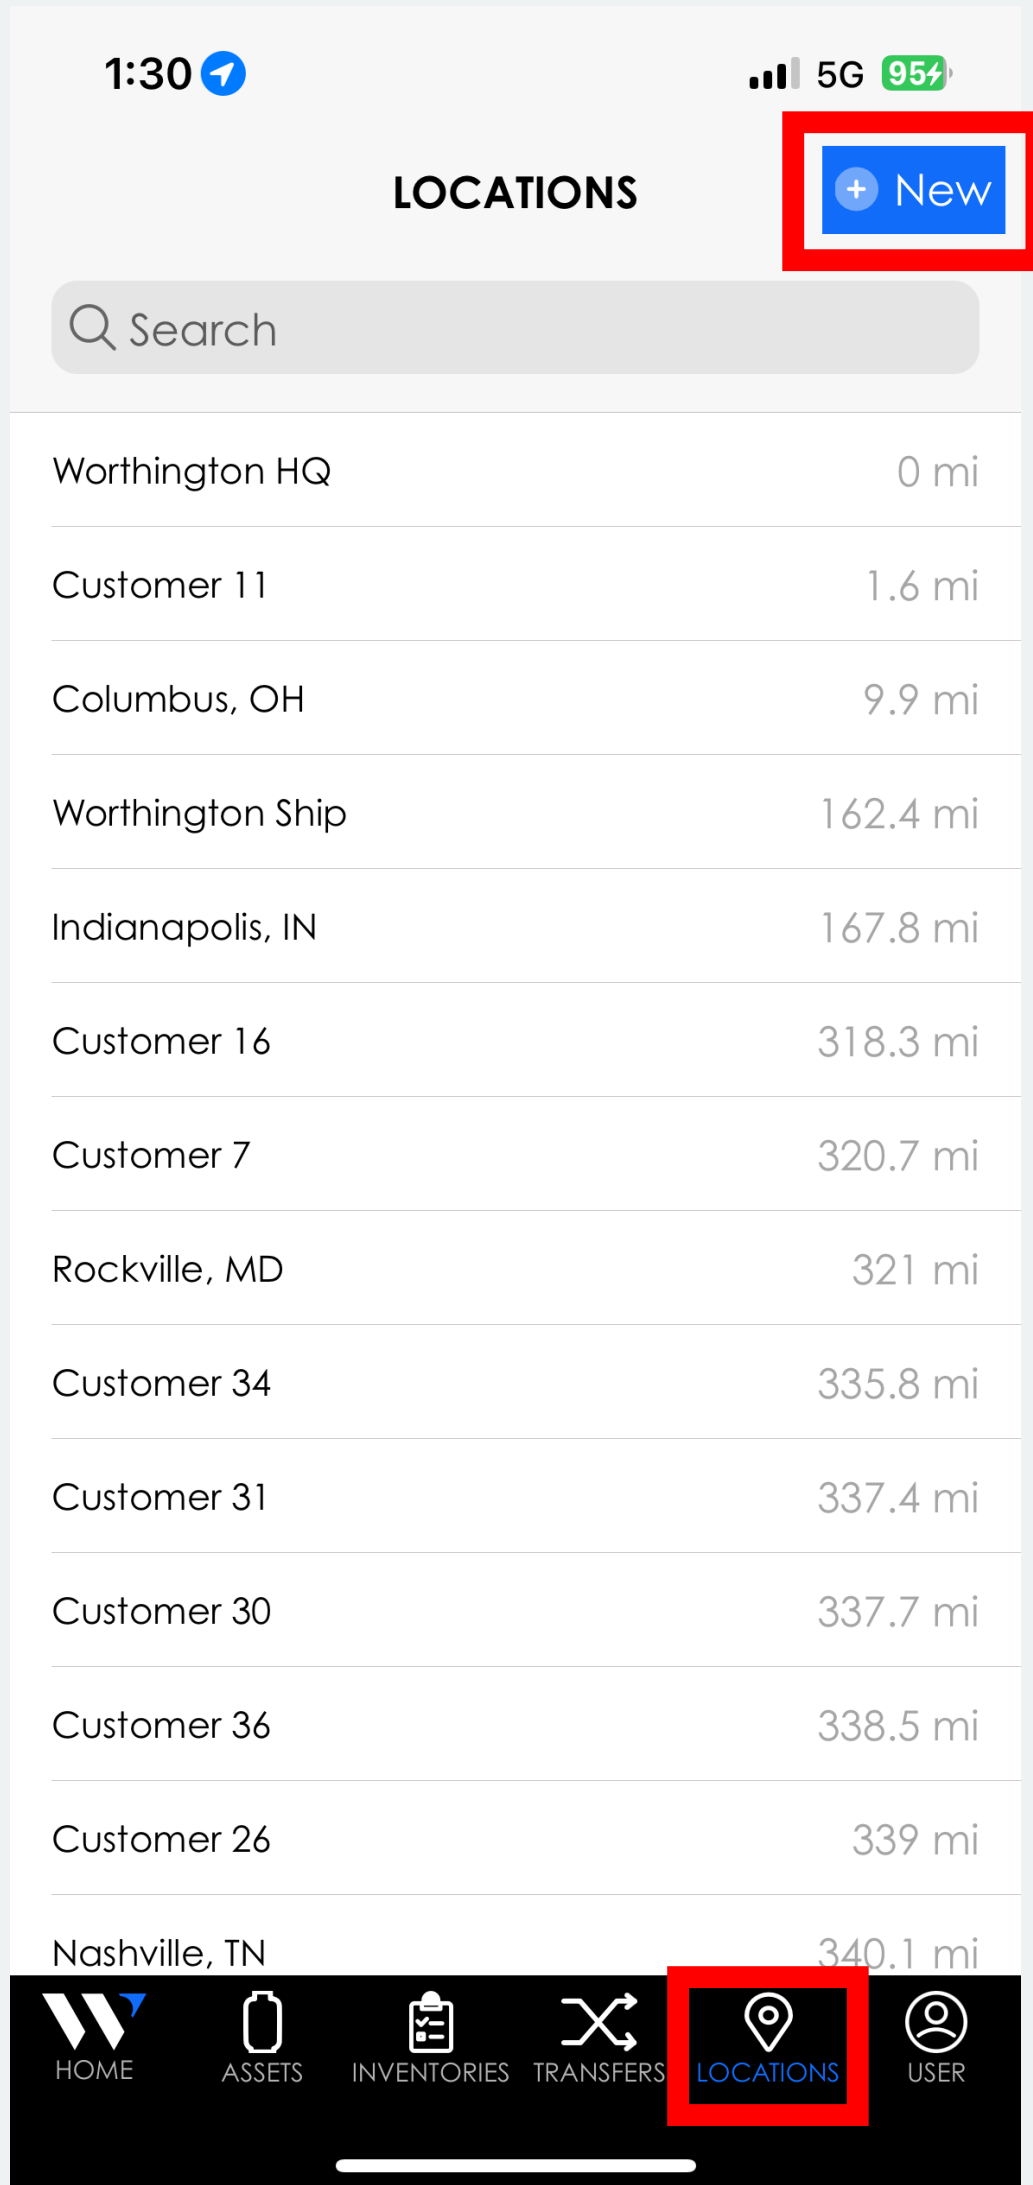 1:30 5G 95
LOCATIONS New
Search
Worthington HQ 0 mi
Customer 11 1.6 mi
Columbus, OH 9.9 mi
Worthington Ship 162.4 mi
Indianapolis, IN 167.8 mi
Customer 16 318.3 mi
Customer 7 320.7 mi
Rockville, MD 321 mi
Customer 34 335.8 mi
Customer 31 337.4 mi
Customer 30 337.7 mi
Customer 36 338.5 mi
Customer 26 339 mi
Nashville, TN 340.1 mi
HOME ASSETS INVENTORIES TRANSFERS LOCATIONS USER